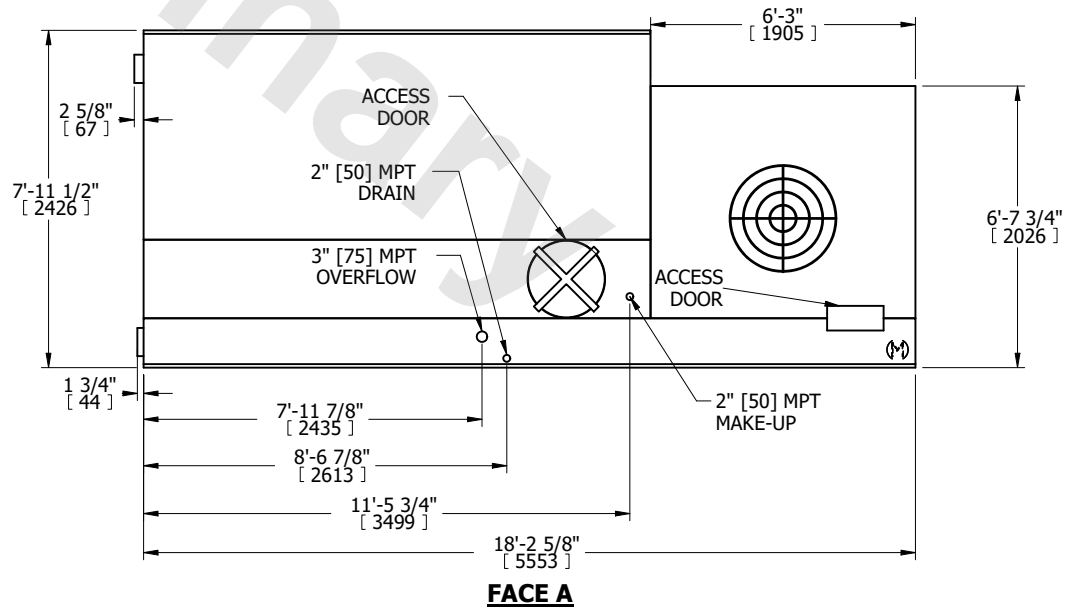 6'-3"
[ 1905 ]
ACCESS
DOOR
2 5/8"
[ 67 ]
2" [50] MPT
DRAIN
7'-11 1/2"
[ 2426 ]
6'-7 3/4"
[ 2026 ]
3" [75] MPT
OVERFLOW
ACCESS
DOOR
1 3/4"
[ 44 ]
2" [50] MPT
MAKE-UP
7'-11 7/8"
[ 2435 ]
8'-6 7/8"
[ 2613 ]
11'-5 3/4"
[ 3499 ]
18'-2 5/8"
[ 5553 ]
FACE A